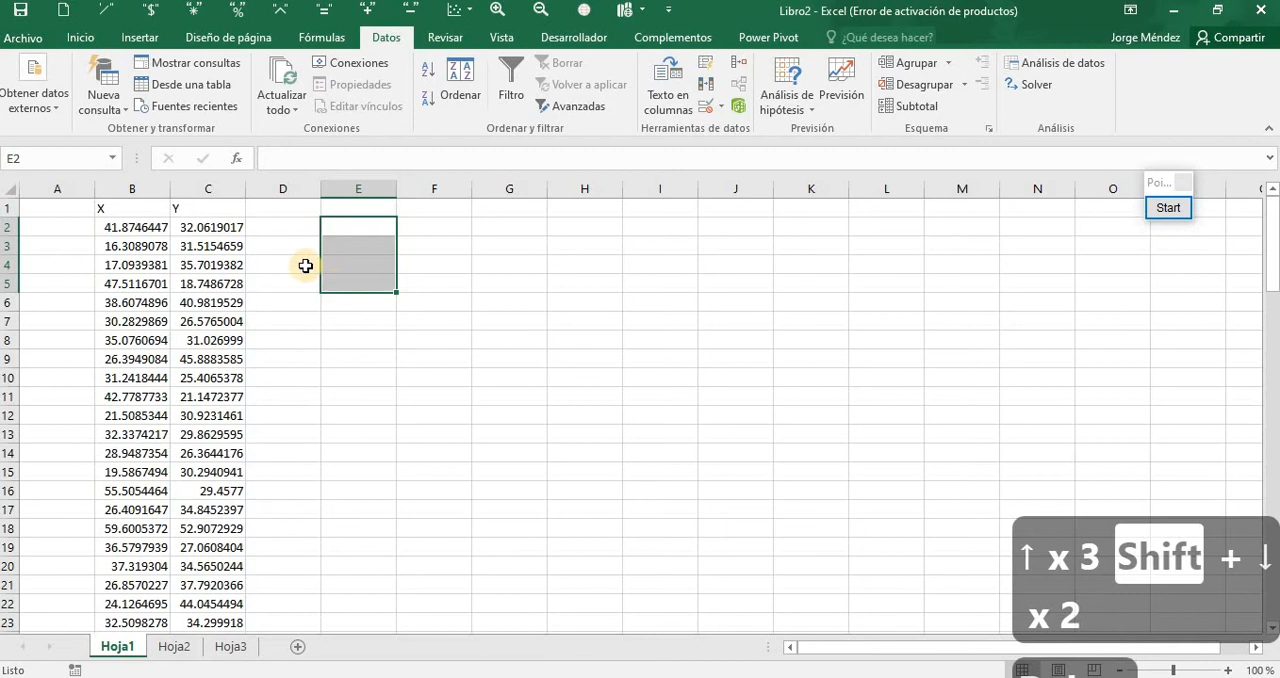 Libro2 - Excel (Error de activación de productos)
Archivo Inicio Insertar Diseño de página Fórmulas Datos Revisar Vista Desarrollador Complementos Power Pivot ¿Qué desea hacer? Jorge Méndez Compartir
Obtener datos externos
Nueva consulta
Mostrar consultas
Desde una tabla
Fuentes recientes
Obtener y transformar
Actualizar todo
Conexiones
Propiedades
Editar vínculos
Conexiones
Ordenar
Filtro
Borrar
Volver a aplicar
Avanzadas
Ordenar y filtrar
Texto en columnas
Herramientas de datos
Análisis de hipótesis
Previsión
Previsión
Agrupar
Desagrupar
Subtotal
Esquema
Análisis de datos
Solver
Análisis
E2 fx
Poi...
Start
A B C D E F G H I J K L M N O
1 X Y
2 41.8746447 32.0619017
3 16.3089078 31.5154659
4 17.0939381 35.7019382
5 47.5116701 18.7486728
6 38.6074896 40.9819529
7 30.2829869 26.5765004
8 35.0760694 31.026999
9 26.3949084 45.8883585
10 31.2418444 25.4065378
11 42.7787733 21.1472377
12 21.5085344 30.9231461
13 32.3374217 29.8629595
14 28.9487354 26.3644176
15 19.5867494 30.2940941
16 55.5054464 29.4577
17 26.4091647 34.8452397
18 59.6005372 52.9072929
19 36.5797939 27.0608404
20 37.319304 34.5650244
21 26.8570227 37.7920366
22 24.1264695 44.0454494
23 32.5098278 34.299918
↑ x 3 Shift + ↓
x 2
Hoja1 Hoja2 Hoja3
Listo 100 %